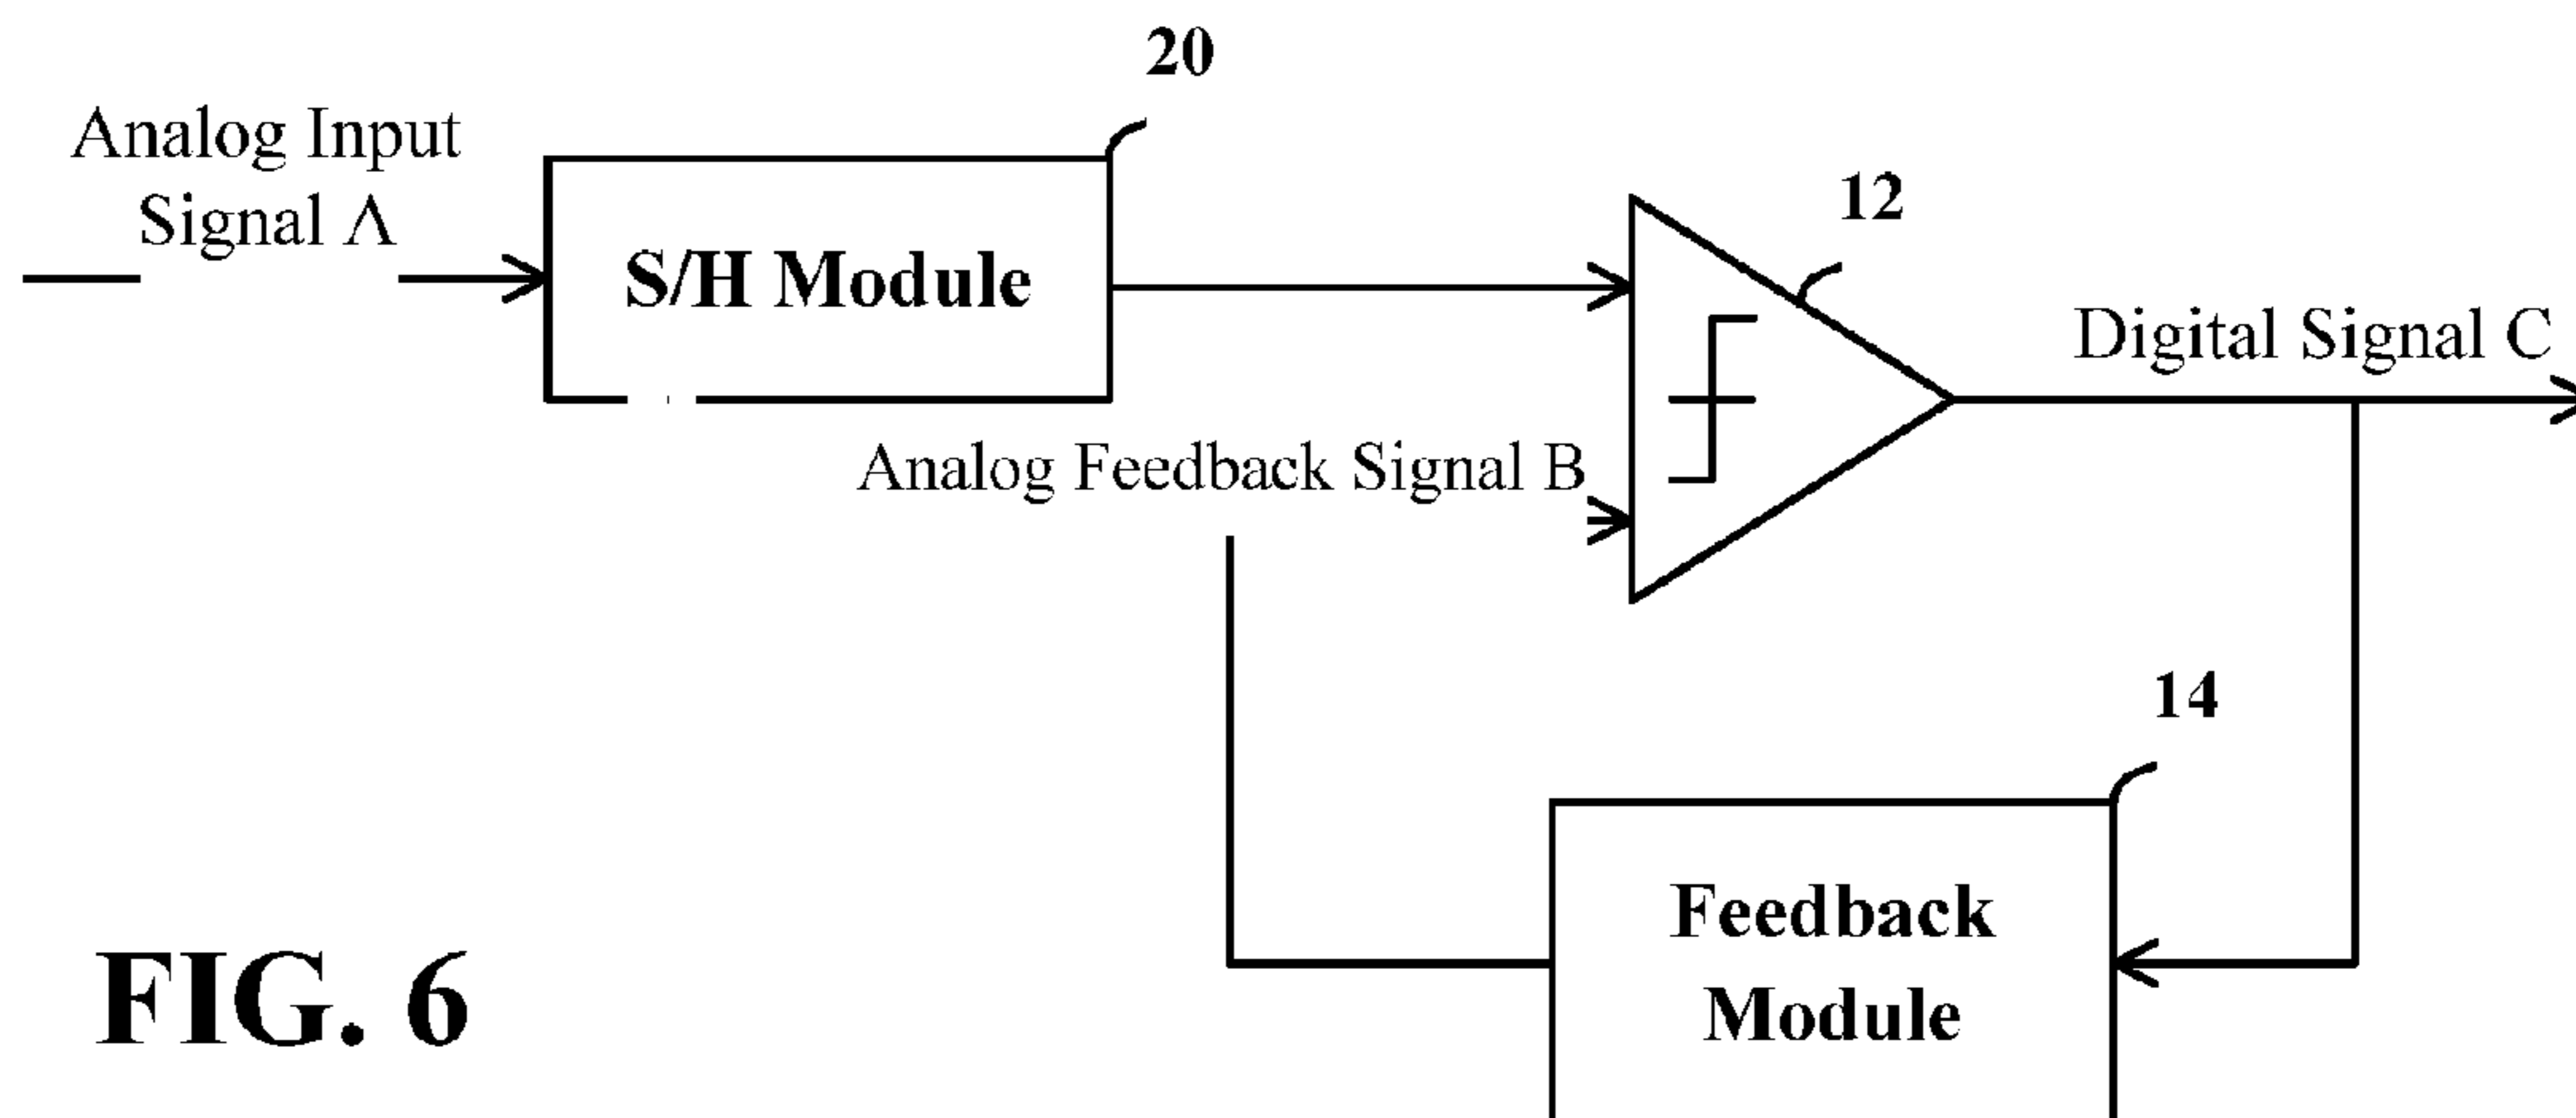 20
Analog Input
Signal A
S/H Module
12
Digital Signal C
Analog Feedback Signal B
14
Feedback
Module
FIG. 6